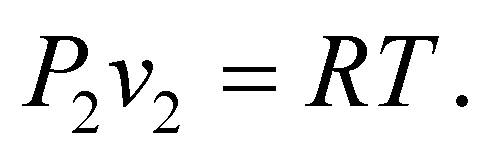 P₂v₂ = RT.